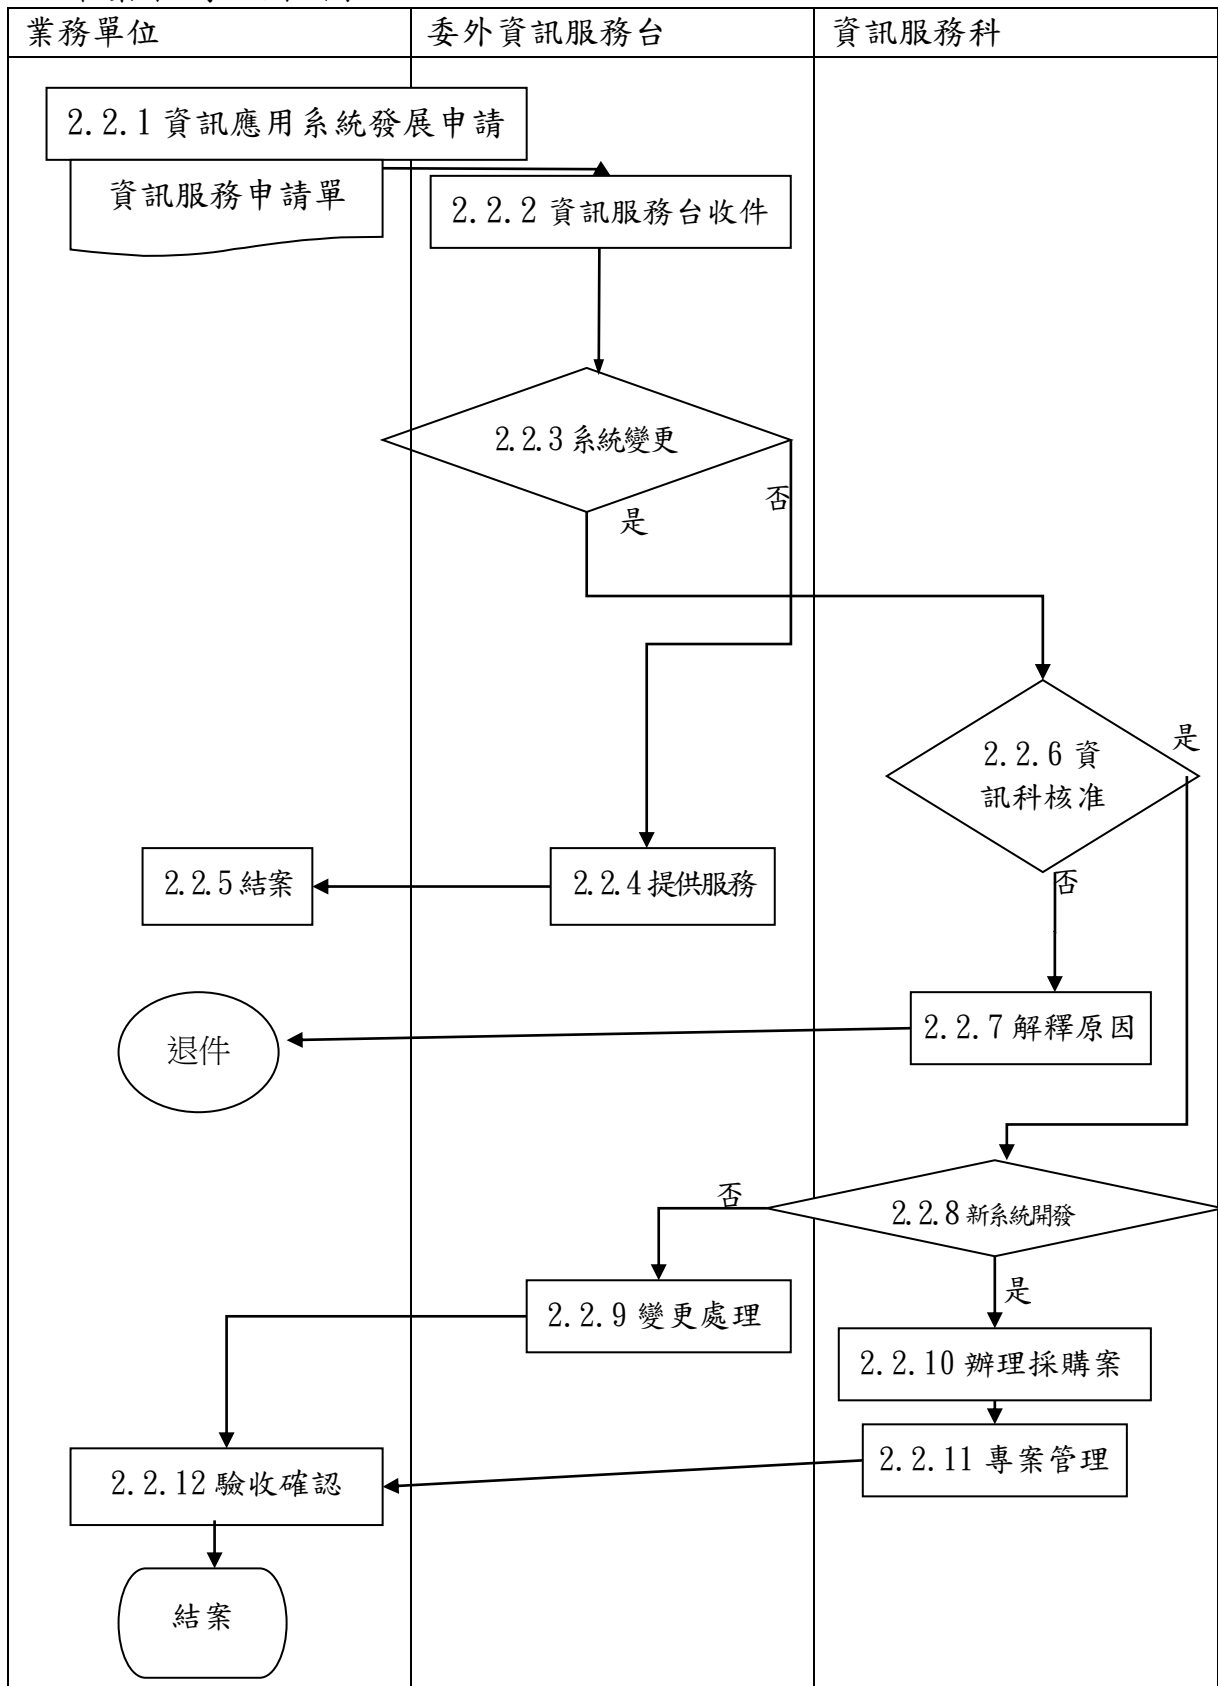 業務單位
委外資訊服務台
資訊服務科
2.2.1 資訊應用系統發展申請
資訊服務申請單
2.2.2 資訊服務台收件
2.2.3 系統變更
否
是
2.2.6 資
訊科核准
是
否
2.2.5 結案
2.2.4 提供服務
退件
2.2.7 解釋原因
2.2.8 新系統開發
否
是
2.2.9 變更處理
2.2.10 辦理採購案
2.2.11 專案管理
2.2.12 驗收確認
結案